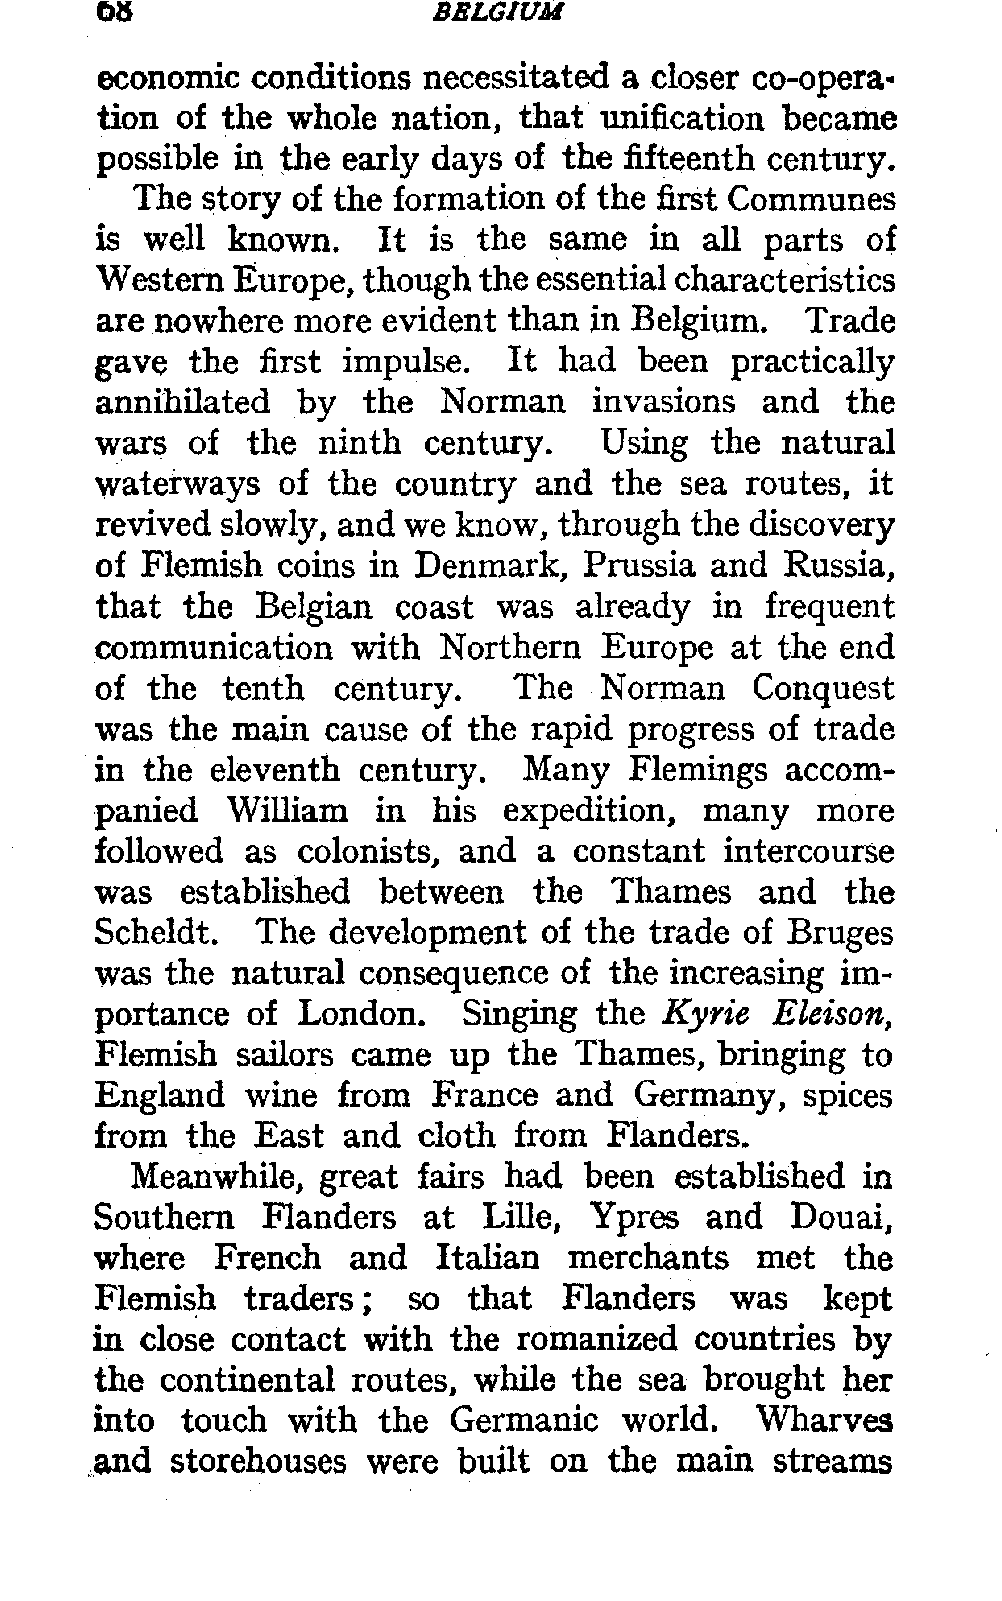 68 BELGIUM
economic conditions necessitated a closer co-opera-
tion of the whole nation, that unification became
possible in the early days of the fifteenth century.
The story of the formation of the first Communes
is well known. It is the same in all parts of
Western Europe, though the essential characteristics
are nowhere more evident than in Belgium. Trade
gave the first impulse. It had been practically
annihilated by the Norman invasions and the
wars of the ninth century. Using the natural
waterways of the country and the sea routes, it
revived slowly, and we know, through the discovery
of Flemish coins in Denmark, Prussia and Russia,
that the Belgian coast was already in frequent
communication with Northern Europe at the end
of the tenth century. The Norman Conquest
was the main cause of the rapid progress of trade
in the eleventh century. Many Flemings accom-
panied William in his expedition, many more
followed as colonists, and a constant intercourse
was established between the Thames and the
Scheldt. The development of the trade of Bruges
was the natural consequence of the increasing im-
portance of London. Singing the Kyrie Eleison,
Flemish sailors came up the Thames, bringing to
England wine from France and Germany, spices
from the East and cloth from Flanders.
Meanwhile, great fairs had been established in
Southern Flanders at Lille, Ypres and Douai,
where French and Italian merchants met the
Flemish traders; so that Flanders was kept
in close contact with the romanized countries by
the continental routes, while the sea brought her
into touch with the Germanic world. Wharves
and storehouses were built on the main streams